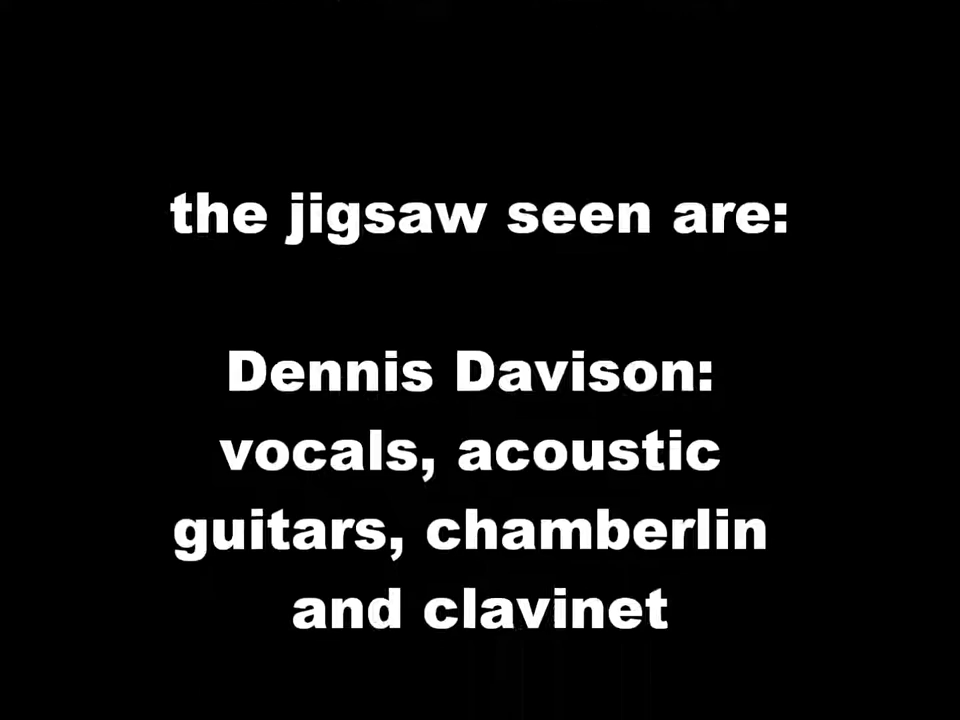 the jigsaw seen are:
Dennis Davison:
vocals, acoustic
guitars, chamberlin
and clavinet